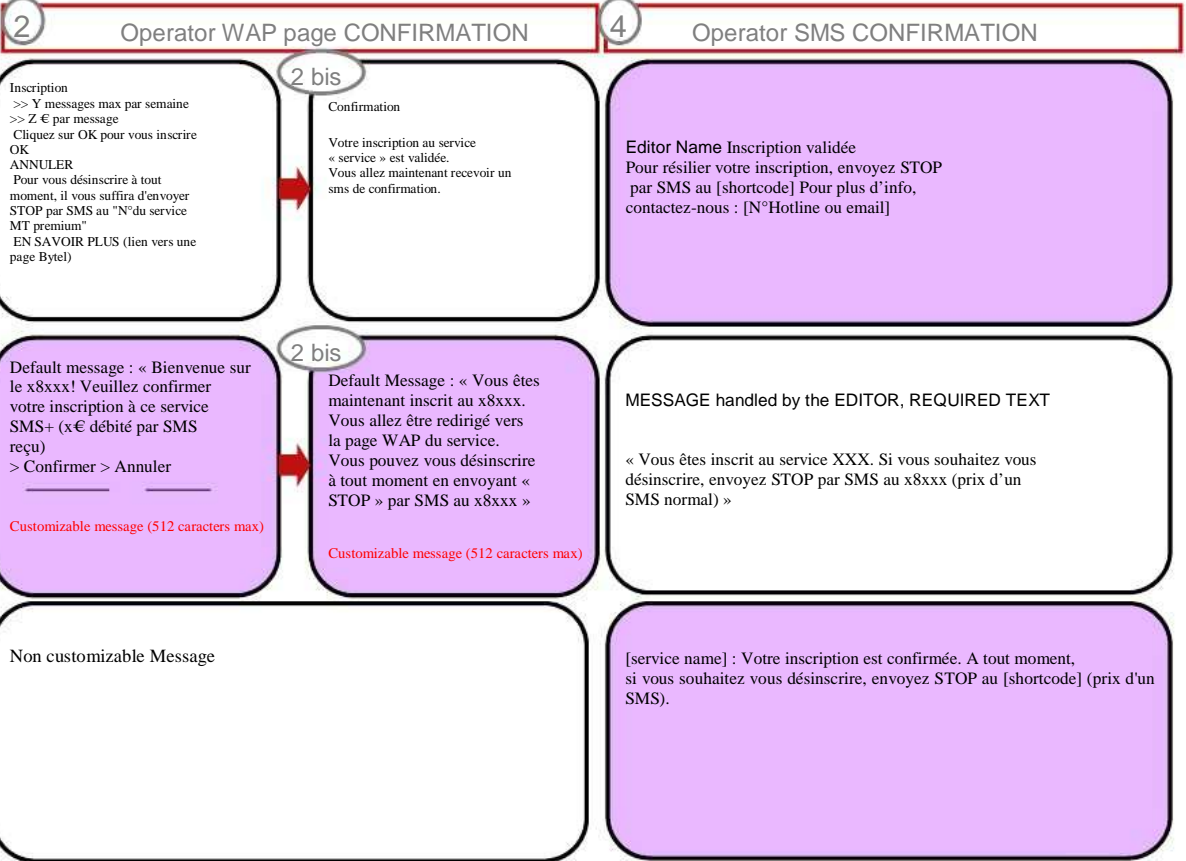 2
Operator WAP page CONFIRMATION
4
Operator SMS CONFIRMATION
Inscription
>> Y messages max par semaine
>> Z € par message
Cliquez sur OK pour vous inscrire
OK
ANNULER
Pour vous désinscrire à tout
moment, il vous suffira d'envoyer
STOP par SMS au "N°du service
MT premium"
EN SAVOIR PLUS (lien vers une
page Bytel)
2 bis
Confirmation
Votre inscription au service
« service » est validée.
Vous allez maintenant recevoir un
sms de confirmation.
Editor Name Inscription validée
Pour résilier votre inscription, envoyez STOP
par SMS au [shortcode] Pour plus d’info,
contactez-nous : [N°Hotline ou email]
Default message : « Bienvenue sur
le x8xxx! Veuillez confirmer
votre inscription à ce service
SMS+ (x€ débité par SMS
reçu)
> Confirmer > Annuler
Customizable message (512 caracters max)
2 bis
Default Message : « Vous êtes
maintenant inscrit au x8xxx.
Vous allez être redirigé vers
la page WAP du service.
Vous pouvez vous désinscrire
à tout moment en envoyant «
STOP » par SMS au x8xxx »
Customizable message (512 caracters max)
MESSAGE handled by the EDITOR, REQUIRED TEXT
« Vous êtes inscrit au service XXX. Si vous souhaitez vous
désinscrire, envoyez STOP par SMS au x8xxx (prix d’un
SMS normal) »
Non customizable Message
[service name] : Votre inscription est confirmée. A tout moment,
si vous souhaitez vous désinscrire, envoyez STOP au [shortcode] (prix d'un
SMS).